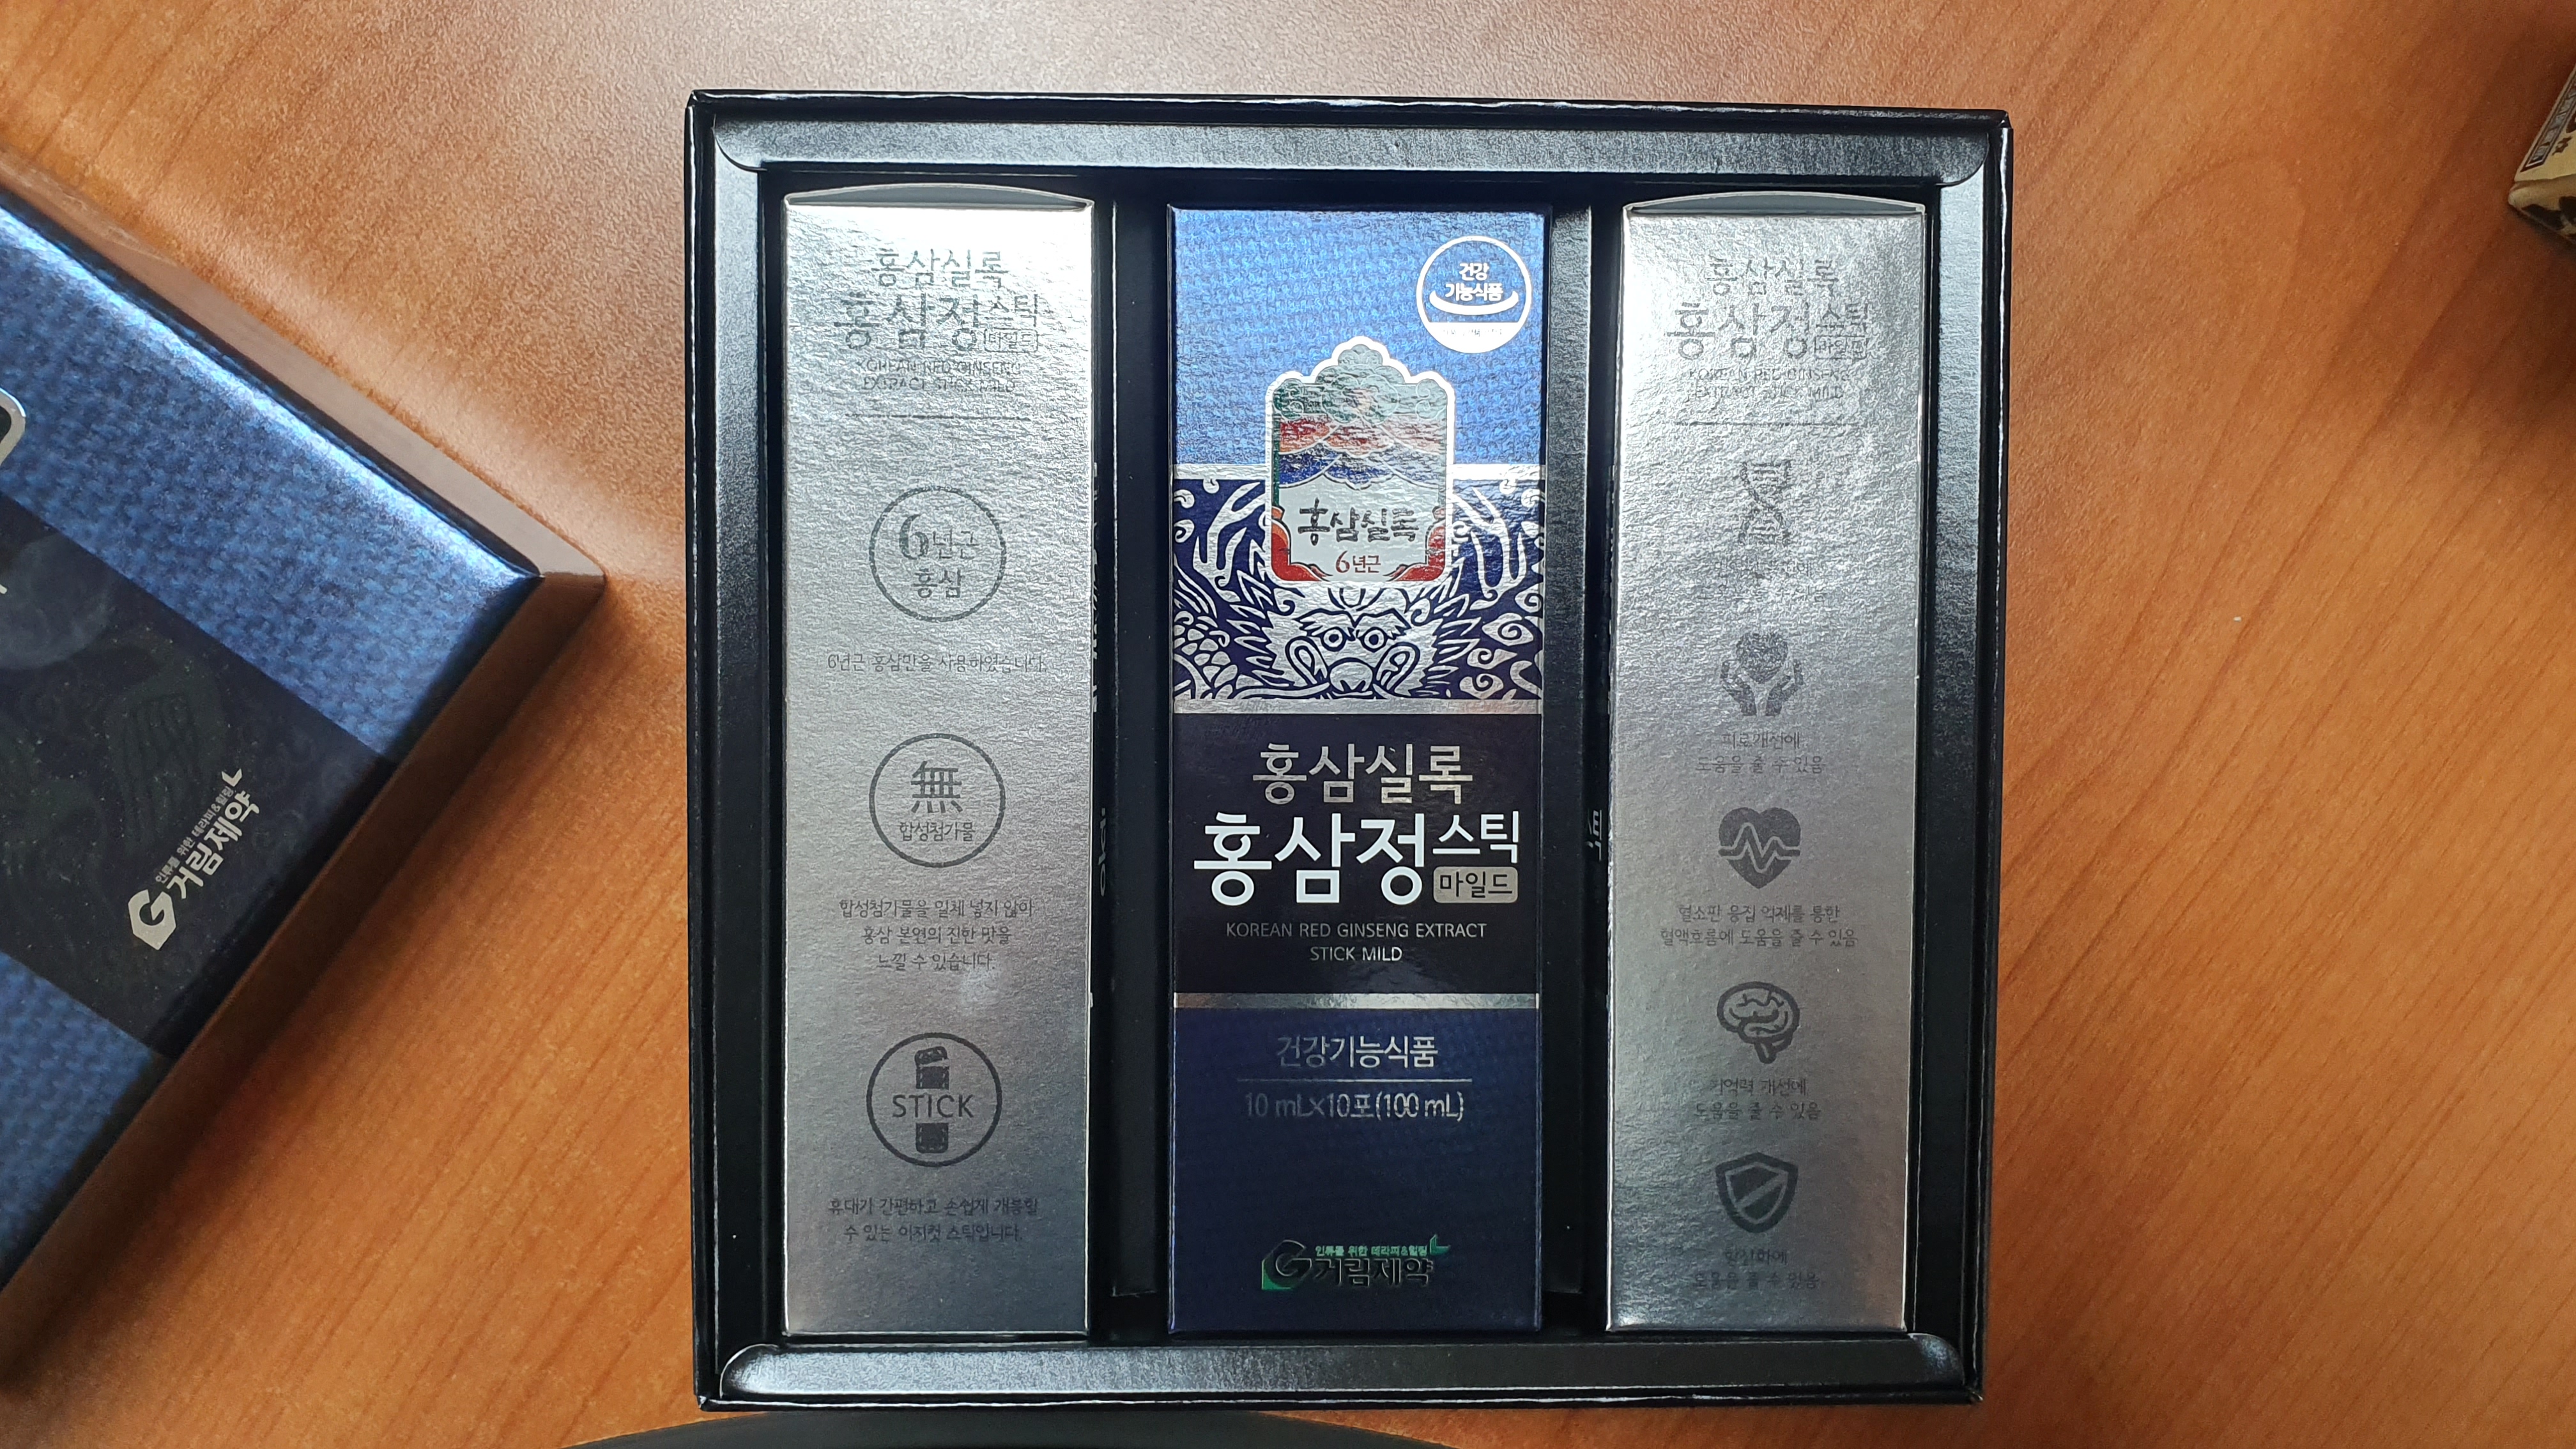 인류를 위한 테라피&힐링
거림제약
홍삼실록
홍삼정스틱
마일드
KOREAN RED GINSENG
EXTRACT STICK MILD
6년근
홍삼
6년근 홍삼만을 사용하였습니다.
無
합성첨가물
합성첨가물을 일체 넣지 않아
홍삼 본연의 진한 맛을
느낄 수 있습니다.
STICK
휴대가 간편하고 손쉽게 개봉할
수 있는 이지컷 스틱입니다.
건강
기능식품
홍삼실록
6년근
홍삼실록
홍삼정스틱
마일드
KOREAN RED GINSENG EXTRACT
STICK MILD
건강기능식품
10 mL×10포(100 mL)
인류를 위한 테라피&힐링
거림제약
홍삼실록
홍삼정스틱
마일드
KOREAN RED GINSENG
EXTRACT STICK MILD
피로개선에
도움을 줄 수 있음
혈소판 응집 억제를 통한
혈액흐름에 도움을 줄 수 있음
기억력 개선에
도움을 줄 수 있음
항산화에
도움을 줄 수 있음